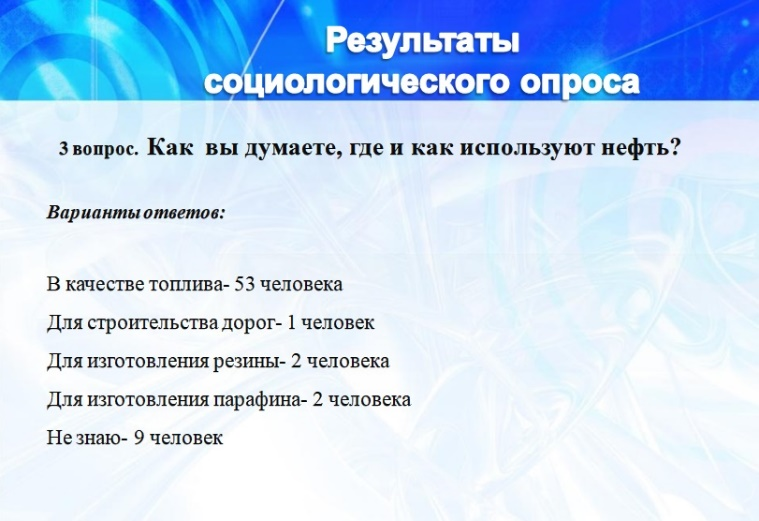 Результаты
социологического опроса
3 вопрос. Как вы думаете, где и как используют нефть?
Варианты ответов:
В качестве топлива- 53 человека
Для строительства дорог- 1 человек
Для изготовления резины- 2 человека
Для изготовления парафина- 2 человека
Не знаю- 9 человек